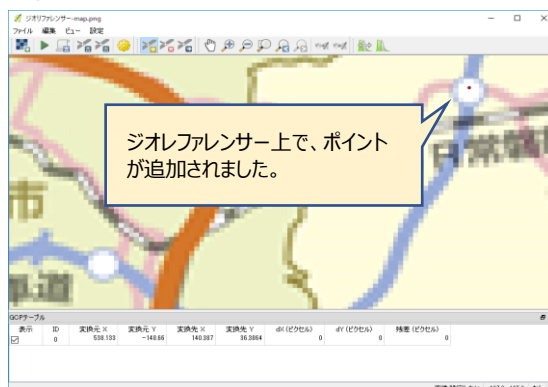 ジオリファレンサー-map.png
ファイル 編集 ビュー 設定
ジオレファレンサー上で、ポイント
が追加されました。
市
道
GCPテーブル
表示 ID 変換元 X 変換元 Y 変換先 X 変換先 Y dX (ピクセル) dY (ピクセル) 残差 (ピクセル)
0 538.133 -148.66 140.387 36.3864 0 0 0